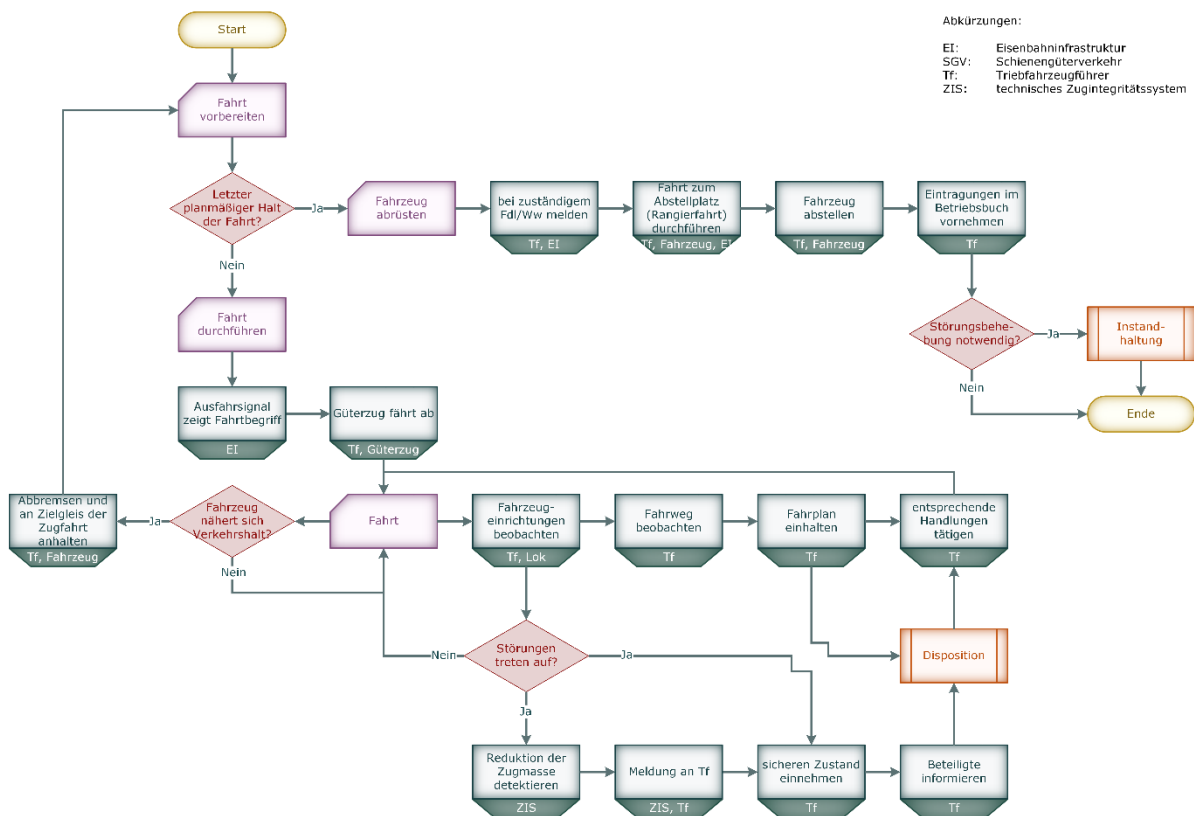 Start
Abkürzungen:
EI: Eisenbahninfrastruktur
SGV: Schienengüterverkehr
Tf: Triebfahrzeugführer
ZIS: technisches Zugintegritätssystem
Fahrt
vorbereiten
Letzter
planmäßiger Halt
der Fahrt?
Ja
Fahrzeug
abrüsten
bei zuständigem
Fdl/Ww melden
Tf, EI
Fahrt zum
Abstellplatz
(Rangierfahrt)
durchführen
Tf, Fahrzeug, EI
Fahrzeug
abstellen
Tf, Fahrzeug
Eintragungen im
Betriebsbuch
vornehmen
Tf
Nein
Fahrt
durchführen
Störungsbehe-
bung notwendig?
Ja
Instand-
haltung
Nein
Ende
Ausfahrsignal
zeigt Fahrtbegriff
EI
Güterzug fährt ab
Tf, Güterzug
Abbremsen und
an Zielgleis der
Zugfahrt
anhalten
Tf, Fahrzeug
Ja
Fahrzeug
nähert sich
Verkehrshalt?
Nein
Fahrt
Fahrzeug-
einrichtungen
beobachten
Tf, Lok
Fahrweg
beobachten
Tf
Fahrplan
einhalten
Tf
entsprechende
Handlungen
tätigen
Tf
Nein
Störungen
treten auf?
Ja
Ja
Disposition
Reduktion der
Zugmasse
detektieren
ZIS
Meldung an Tf
ZIS, Tf
sicheren Zustand
einnehmen
Tf
Beteiligte
informieren
Tf